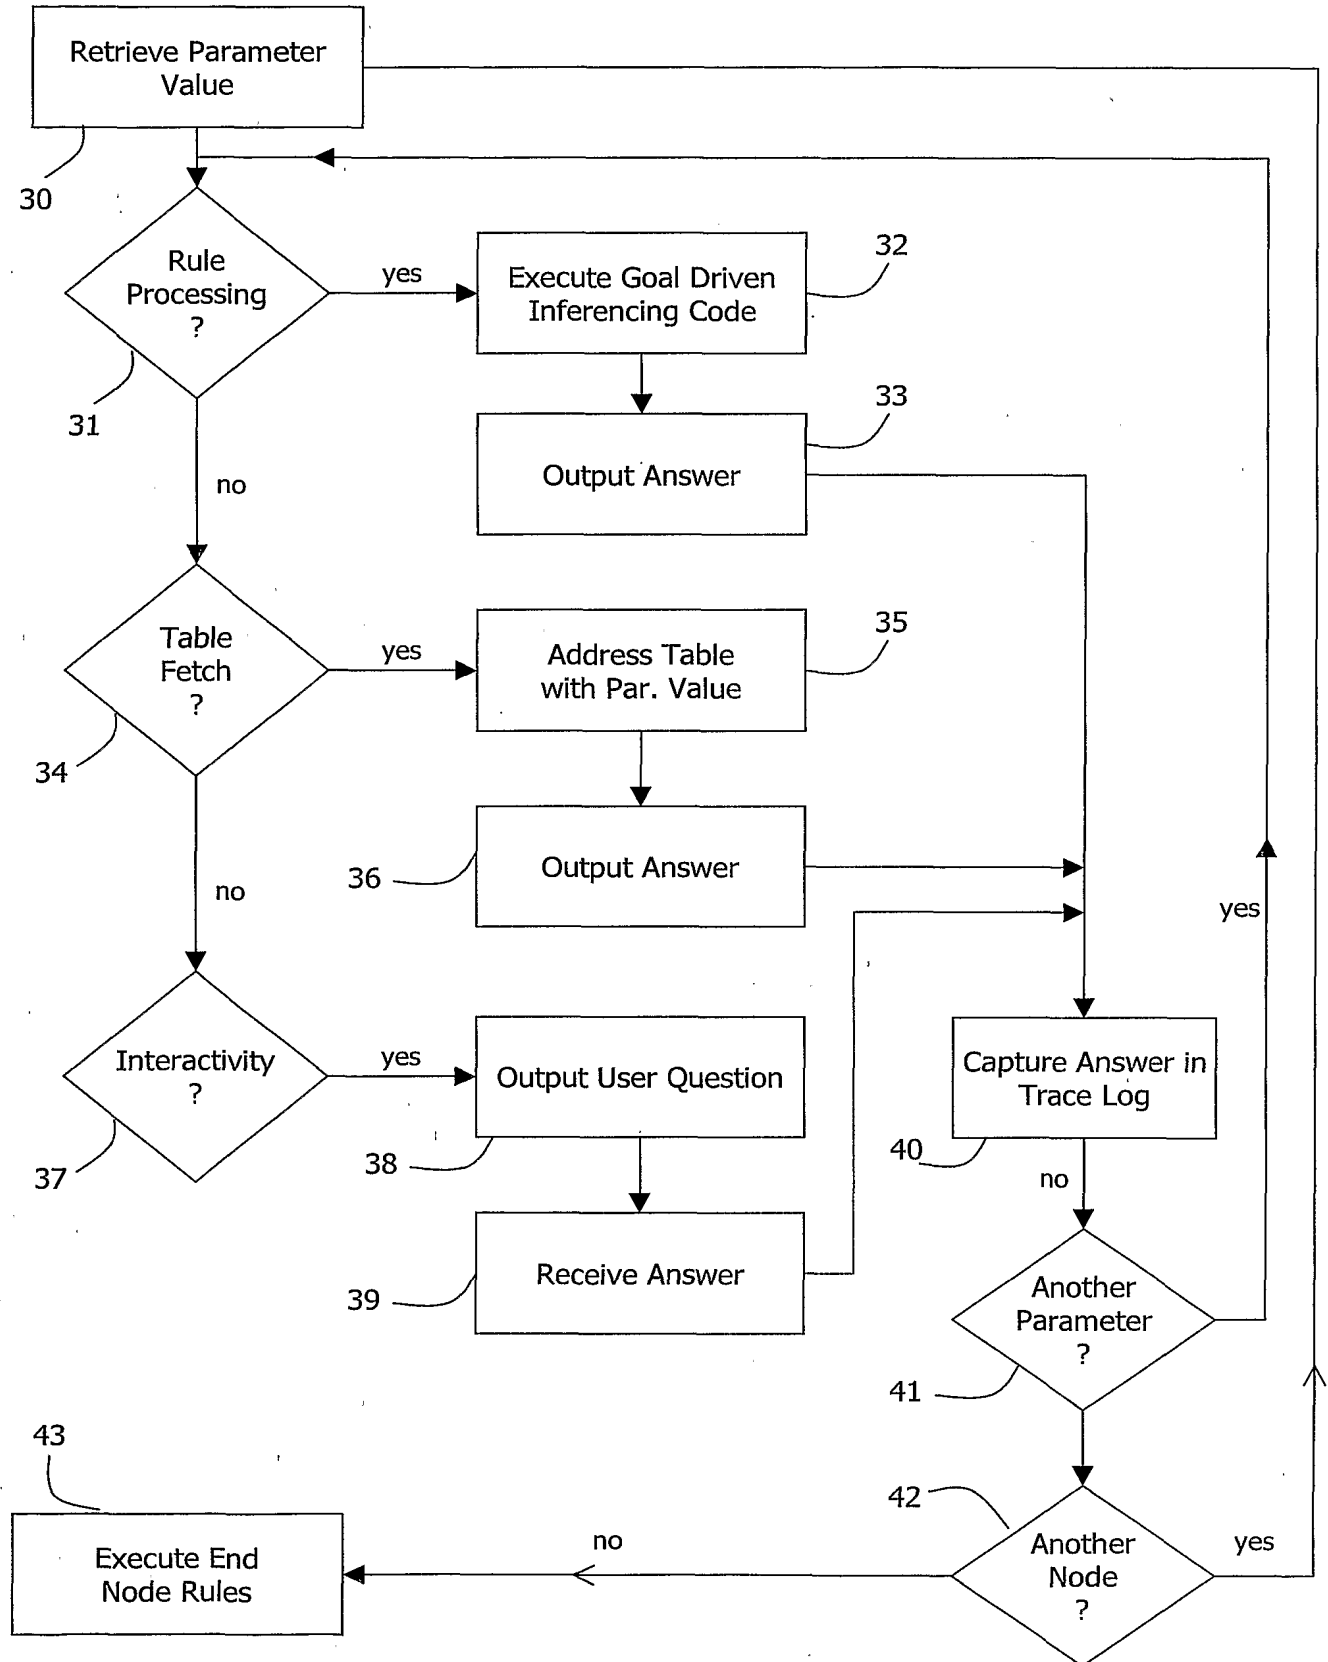 Retrieve Parameter
Value
30
Rule
Processing
?
31
yes
Execute Goal Driven
Inferencing Code
32
33
Output Answer
no
Table
Fetch
?
34
yes
Address Table
with Par. Value
35
36
Output Answer
no
yes
Interactivity
?
37
yes
Output User Question
38
Capture Answer in
Trace Log
40
no
39
Receive Answer
Another
Parameter
?
41
43
42
Another
Node
?
yes
no
Execute End
Node Rules